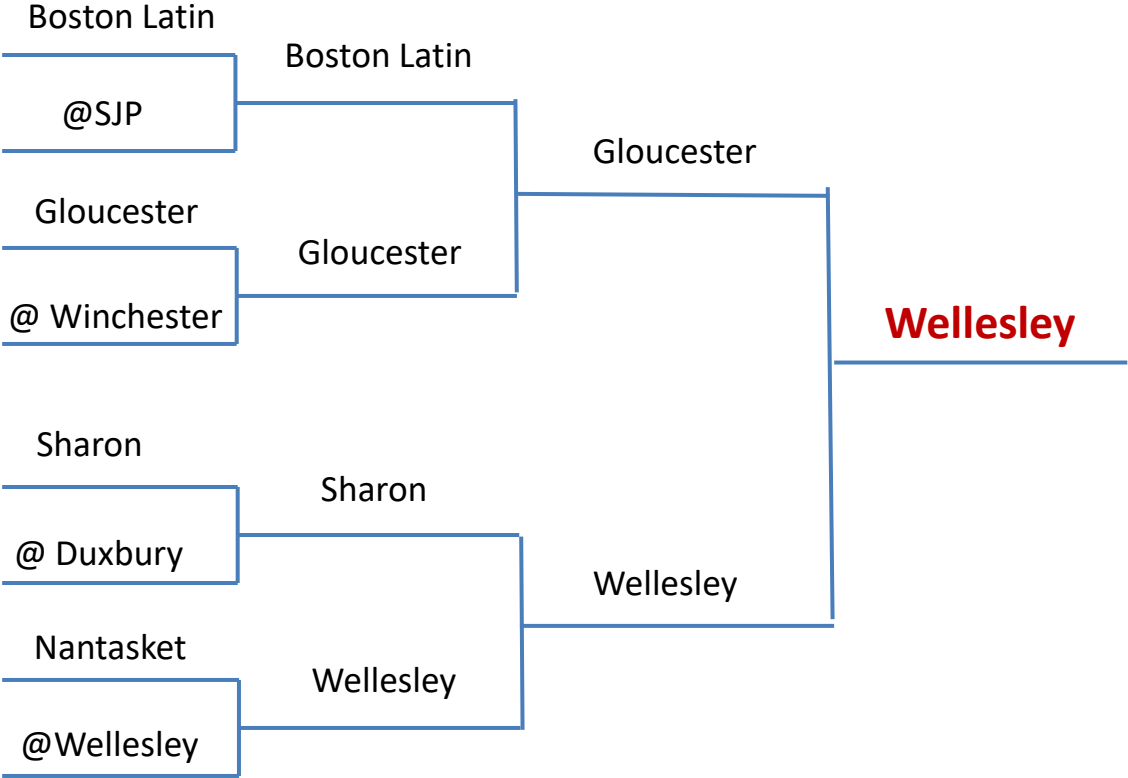 Boston Latin
@SJP
Gloucester
@ Winchester
Sharon
@ Duxbury
Nantasket
@Wellesley
Boston Latin
Gloucester
Sharon
Wellesley
Gloucester
Wellesley
Wellesley